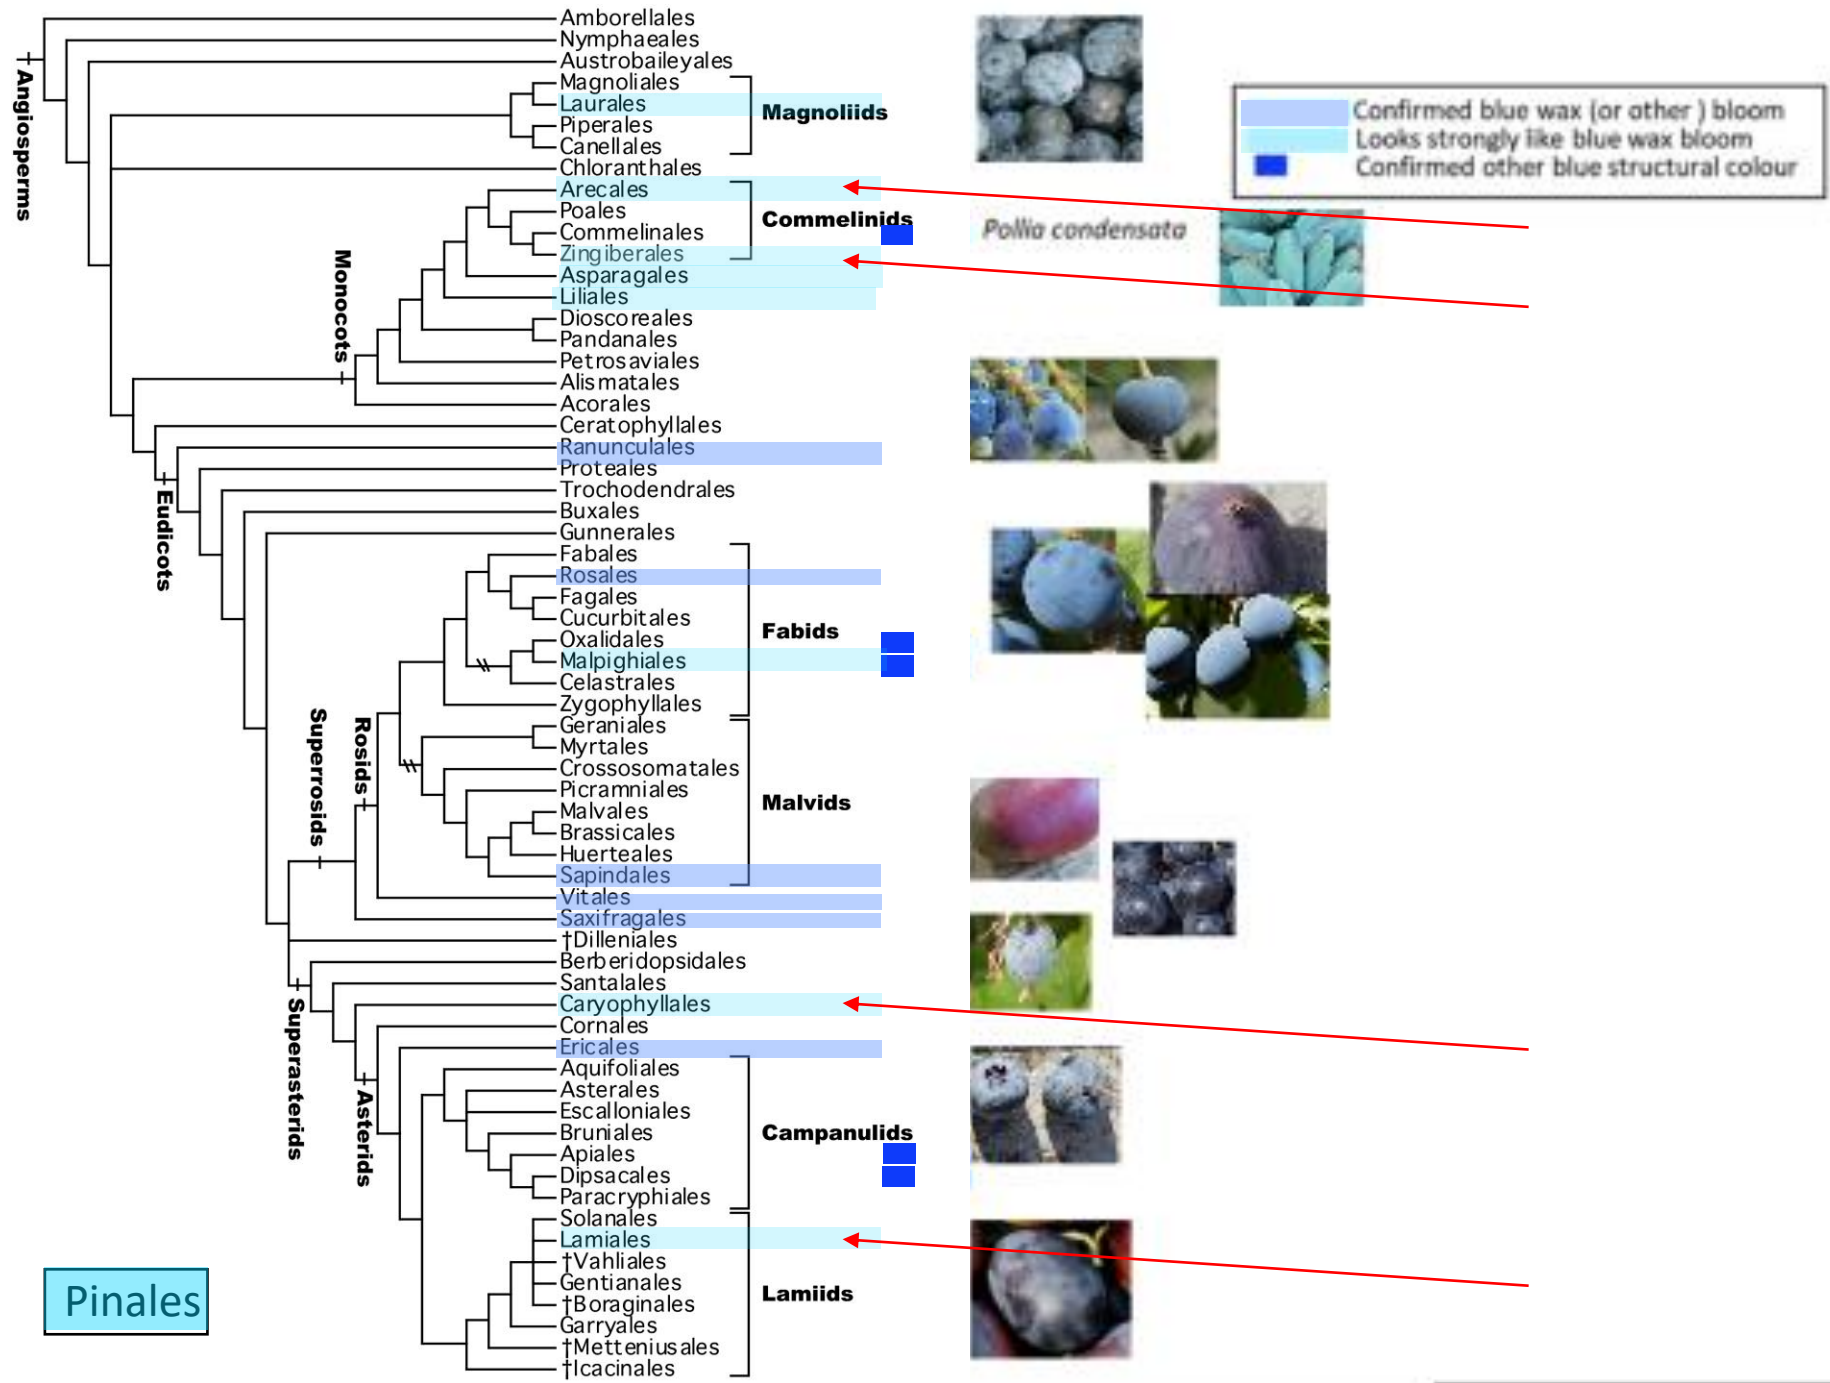 Angiosperms
Amborellales
Nymphaeales
Austrobaileyales
Magnoliales
Laurales
Piperales
Canellales
Magnoliids
Chloranthales
Arecales
Poales
Commelinales
Zingiberales
Commelinids
Asparagales
Liliales
Dioscoreales
Pandanales
Petrosaviales
Alismatales
Acorales
Monocots
Ceratophyllales
Ranunculales
Proteales
Trochodendrales
Buxales
Gunnerales
Eudicots
Fabales
Rosales
Fagales
Cucurbitales
Oxalidales
Malpighiales
Celastrales
Zygophyllales
Fabids
Geraniales
Myrtales
Crossosomatales
Picramniales
Malvales
Brassicales
Huerteales
Sapindales
Malvids
Vitales
Saxifragales
Rosids
Superrosids
†Dilleniales
Berberidopsidales
Santalales
Caryophyllales
Cornales
Ericales
Superasterids
Asterids
Aquifoliales
Asterales
Escalloniales
Bruniales
Apiales
Dipsacales
Paracryphiales
Campanulids
Solanales
Lamiales
†Vahliales
Gentianales
†Boraginales
Garryales
†Metteniusales
†Icacinales
Lamiids
Pinales
Confirmed blue wax (or other ) bloom
Looks strongly like blue wax bloom
Confirmed other blue structural colour
Pollia condensata